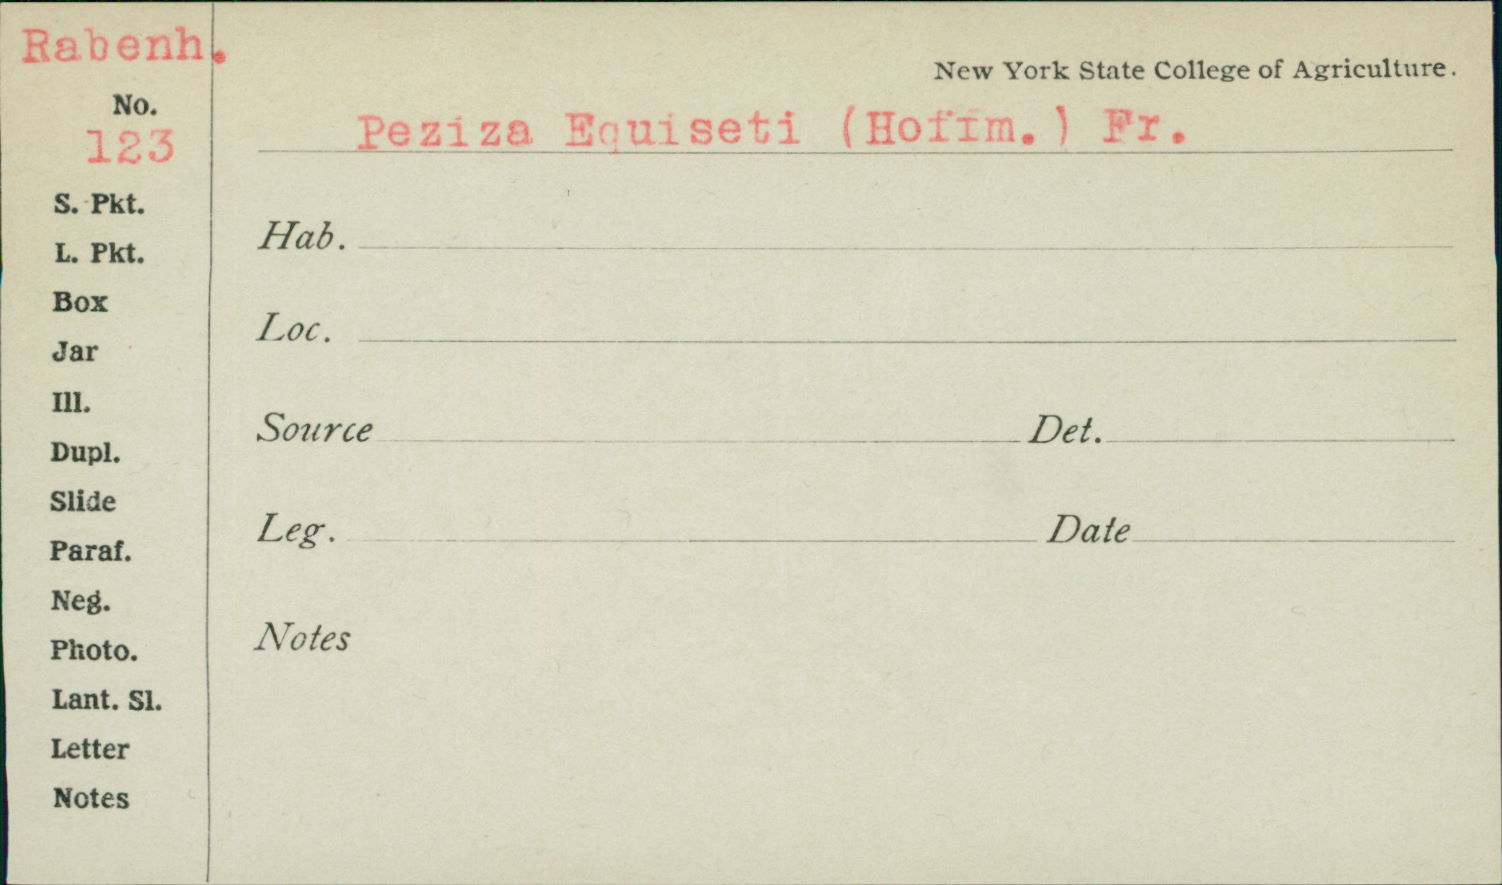 Rabenh.
New York State College of Agriculture.
No.
123
Peziza Equiseti (Hoffm.) Fr.
S. Pkt.
L. Pkt.
Box
Jar
Ill.
Dupl.
Slide
Paraf.
Neg.
Photo.
Lant. Sl.
Letter
Notes
Hab.
Loc.
Source Det.
Leg. Date
Notes